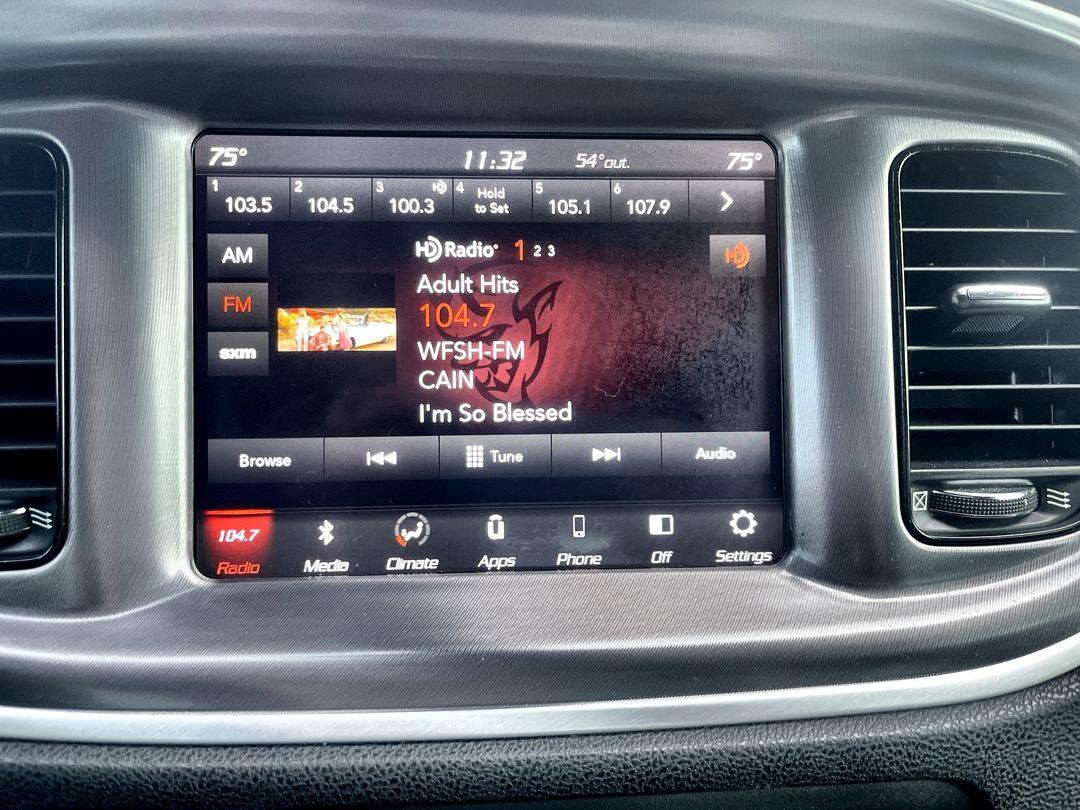 75° 11:32 54°out. 75°
1 103.5 2 104.5 3 100.3 HD 4 Hold to Set 5 105.1 6 107.9
AM
FM
sxm
HD Radio 1 2 3
HD
Adult Hits
104.7
WFSH-FM
CAIN
I'm So Blessed
Browse Tune Audio
104.7
Radio Media Climate Apps Phone Off Settings